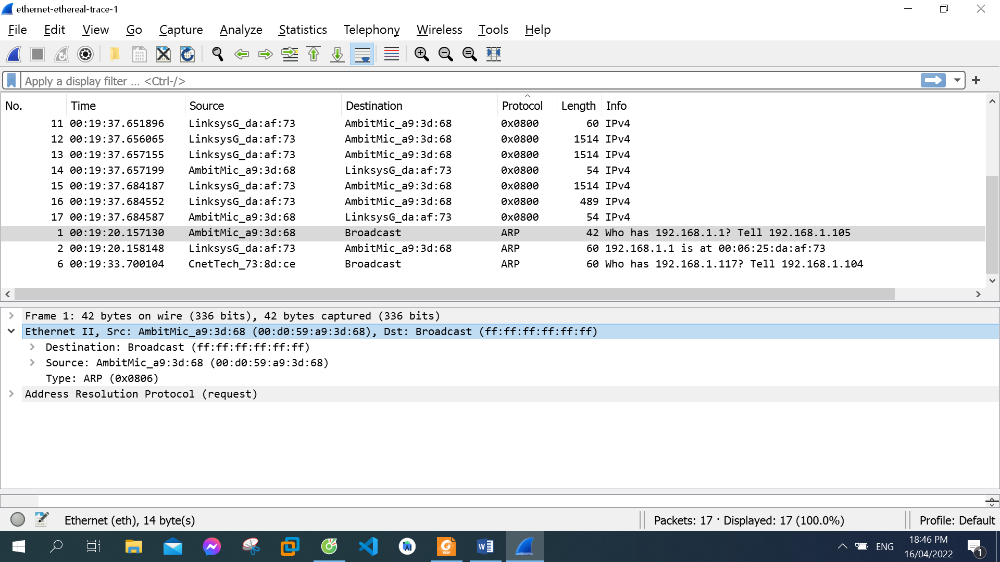 ethernet-ethereal-trace-1
File Edit View Go Capture Analyze Statistics Telephony Wireless Tools Help
Apply a display filter ... <Ctrl-/>
No. Time Source Destination Protocol Length Info
11 00:19:37.651896 LinksysG_da:af:73 AmbitMic_a9:3d:68 0x0800 60 IPv4
12 00:19:37.656065 LinksysG_da:af:73 AmbitMic_a9:3d:68 0x0800 1514 IPv4
13 00:19:37.657155 LinksysG_da:af:73 AmbitMic_a9:3d:68 0x0800 1514 IPv4
14 00:19:37.657199 AmbitMic_a9:3d:68 LinksysG_da:af:73 0x0800 54 IPv4
15 00:19:37.684187 LinksysG_da:af:73 AmbitMic_a9:3d:68 0x0800 1514 IPv4
16 00:19:37.684552 LinksysG_da:af:73 AmbitMic_a9:3d:68 0x0800 489 IPv4
17 00:19:37.684587 AmbitMic_a9:3d:68 LinksysG_da:af:73 0x0800 54 IPv4
1 00:19:20.157130 AmbitMic_a9:3d:68 Broadcast ARP 42 Who has 192.168.1.1? Tell 192.168.1.105
2 00:19:20.158148 LinksysG_da:af:73 AmbitMic_a9:3d:68 ARP 60 192.168.1.1 is at 00:06:25:da:af:73
6 00:19:33.700104 CnetTech_73:8d:ce Broadcast ARP 60 Who has 192.168.1.117? Tell 192.168.1.104
Frame 1: 42 bytes on wire (336 bits), 42 bytes captured (336 bits)
Ethernet II, Src: AmbitMic_a9:3d:68 (00:d0:59:a9:3d:68), Dst: Broadcast (ff:ff:ff:ff:ff:ff)
Destination: Broadcast (ff:ff:ff:ff:ff:ff)
Source: AmbitMic_a9:3d:68 (00:d0:59:a9:3d:68)
Type: ARP (0x0806)
Address Resolution Protocol (request)
Ethernet (eth), 14 byte(s) Packets: 17 · Displayed: 17 (100.0%) Profile: Default
PDF
ENG
18:46 PM
16/04/2022
1